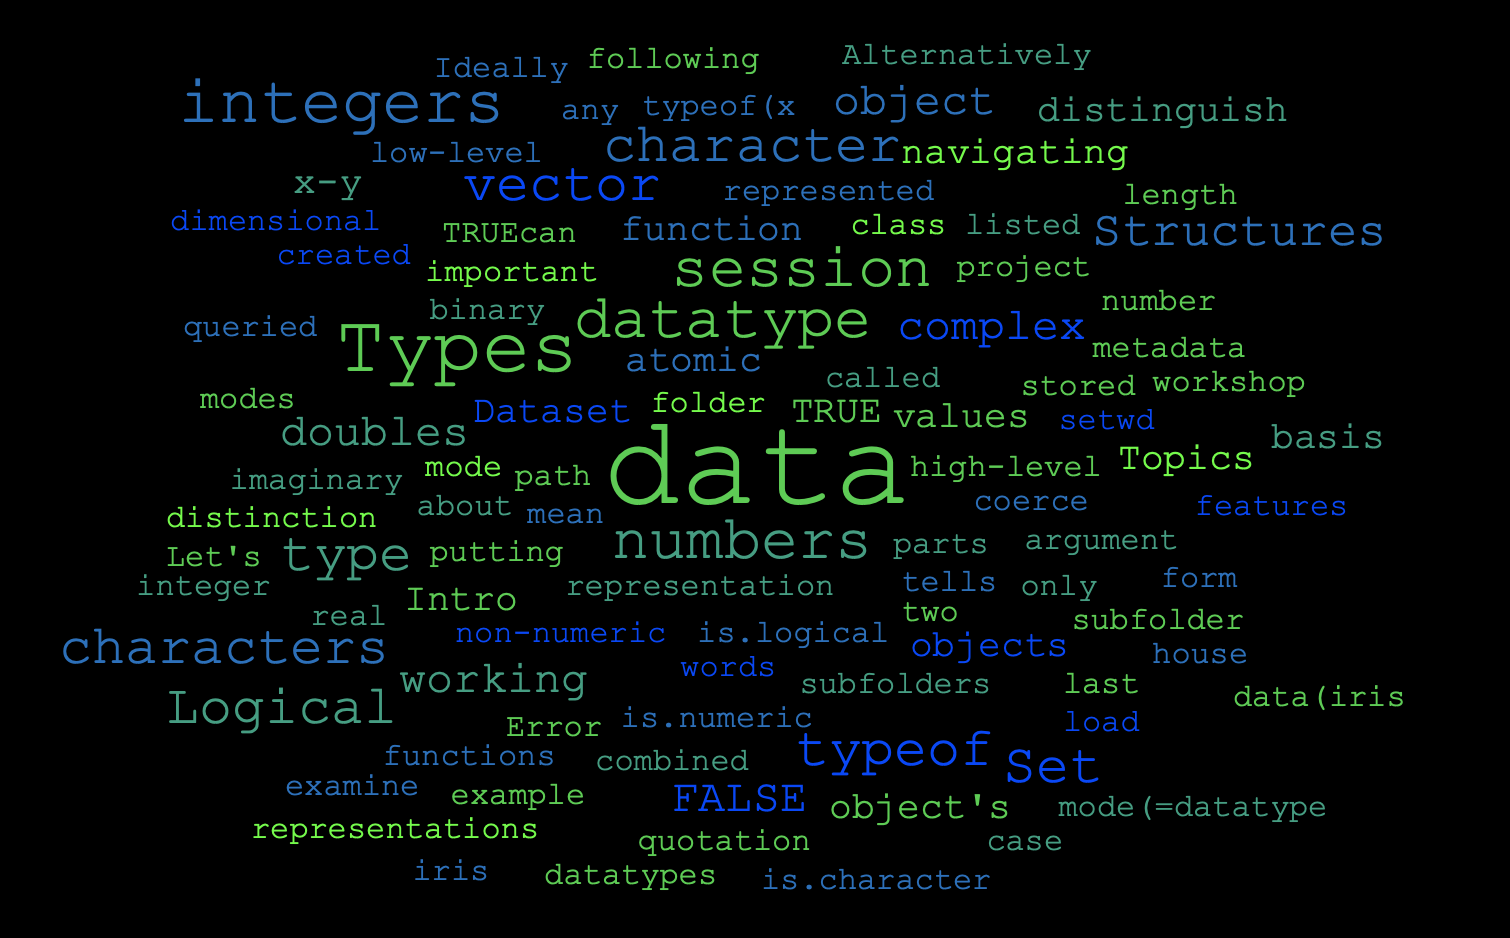 Ideally following Alternatively
integers any typeof(x object distinguish
low-level character navigating
x-y vector represented length
dimensional TRUEcan function class listed Structures
created important session project
queried binary datatype complex number
Types atomic metadata
modes called stored workshop
doubles Dataset folder TRUE values setwd basis
imaginary mode path data high-level Topics
distinction about mean coerce features
Let's type putting numbers parts argument
integer representation tells only form
real Intro two subfolder
characters non-numeric is.logical objects house
working words subfolders last data(iris
Logical Error is.numeric load
functions combined typeof Set
examine example FALSE object's mode(=datatype
representations quotation case
iris datatypes is.character